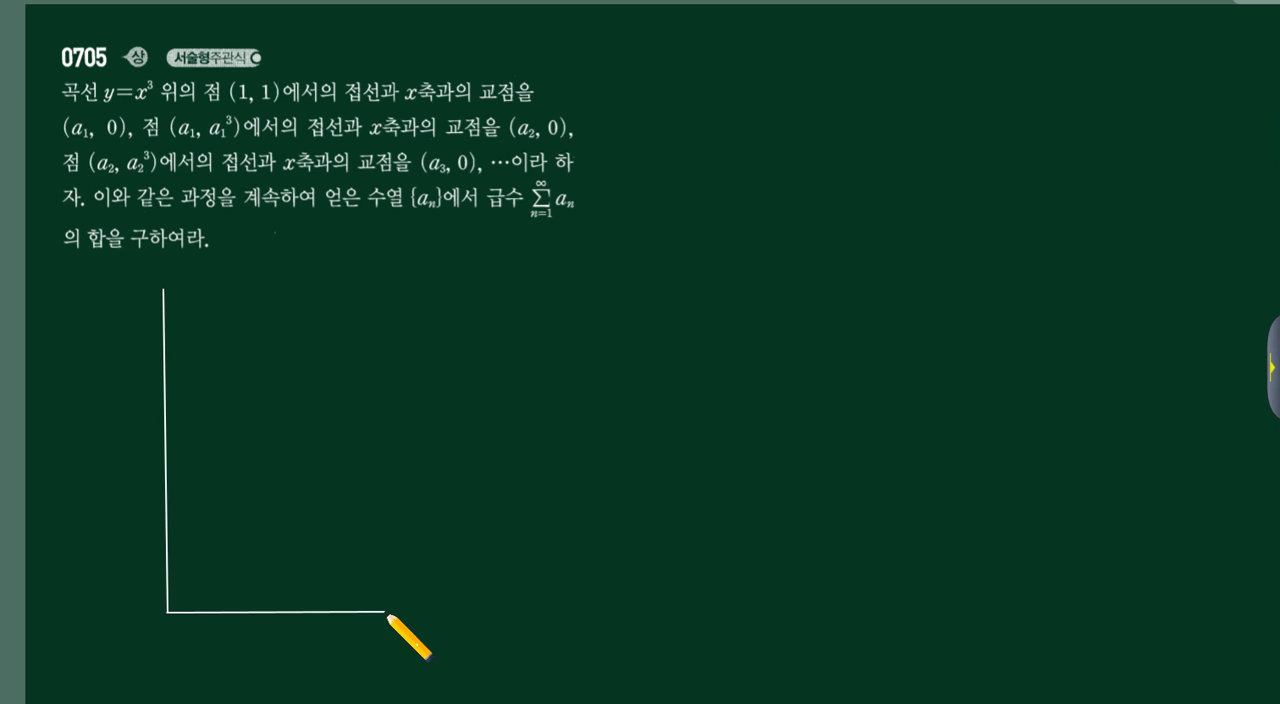 0705 상 서술형주관식
곡선 y=x³ 위의 점 (1, 1)에서의 접선과 x축과의 교점을
(a₁, 0), 점 (a₁, a₁³)에서의 접선과 x축과의 교점을 (a₂, 0),
점 (a₂, a₂³)에서의 접선과 x축과의 교점을 (a₃, 0), ⋯이라 하
자. 이와 같은 과정을 계속하여 얻은 수열 {aₙ}에서 급수 ∑_{n=1}^{∞} aₙ
의 합을 구하여라.